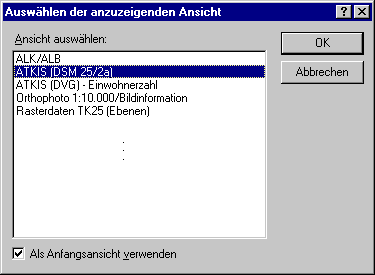 Auswählen der anzuzeigenden Ansicht
Ansicht auswählen:
ALK/ALB
ATKIS (DSM 25/2a)
ATKIS (DVG) - Einwohnerzahl
Orthophoto 1:10.000/Bildinformation
Rasterdaten TK25 (Ebenen)
OK
Abbrechen
Als Anfangsansicht verwenden